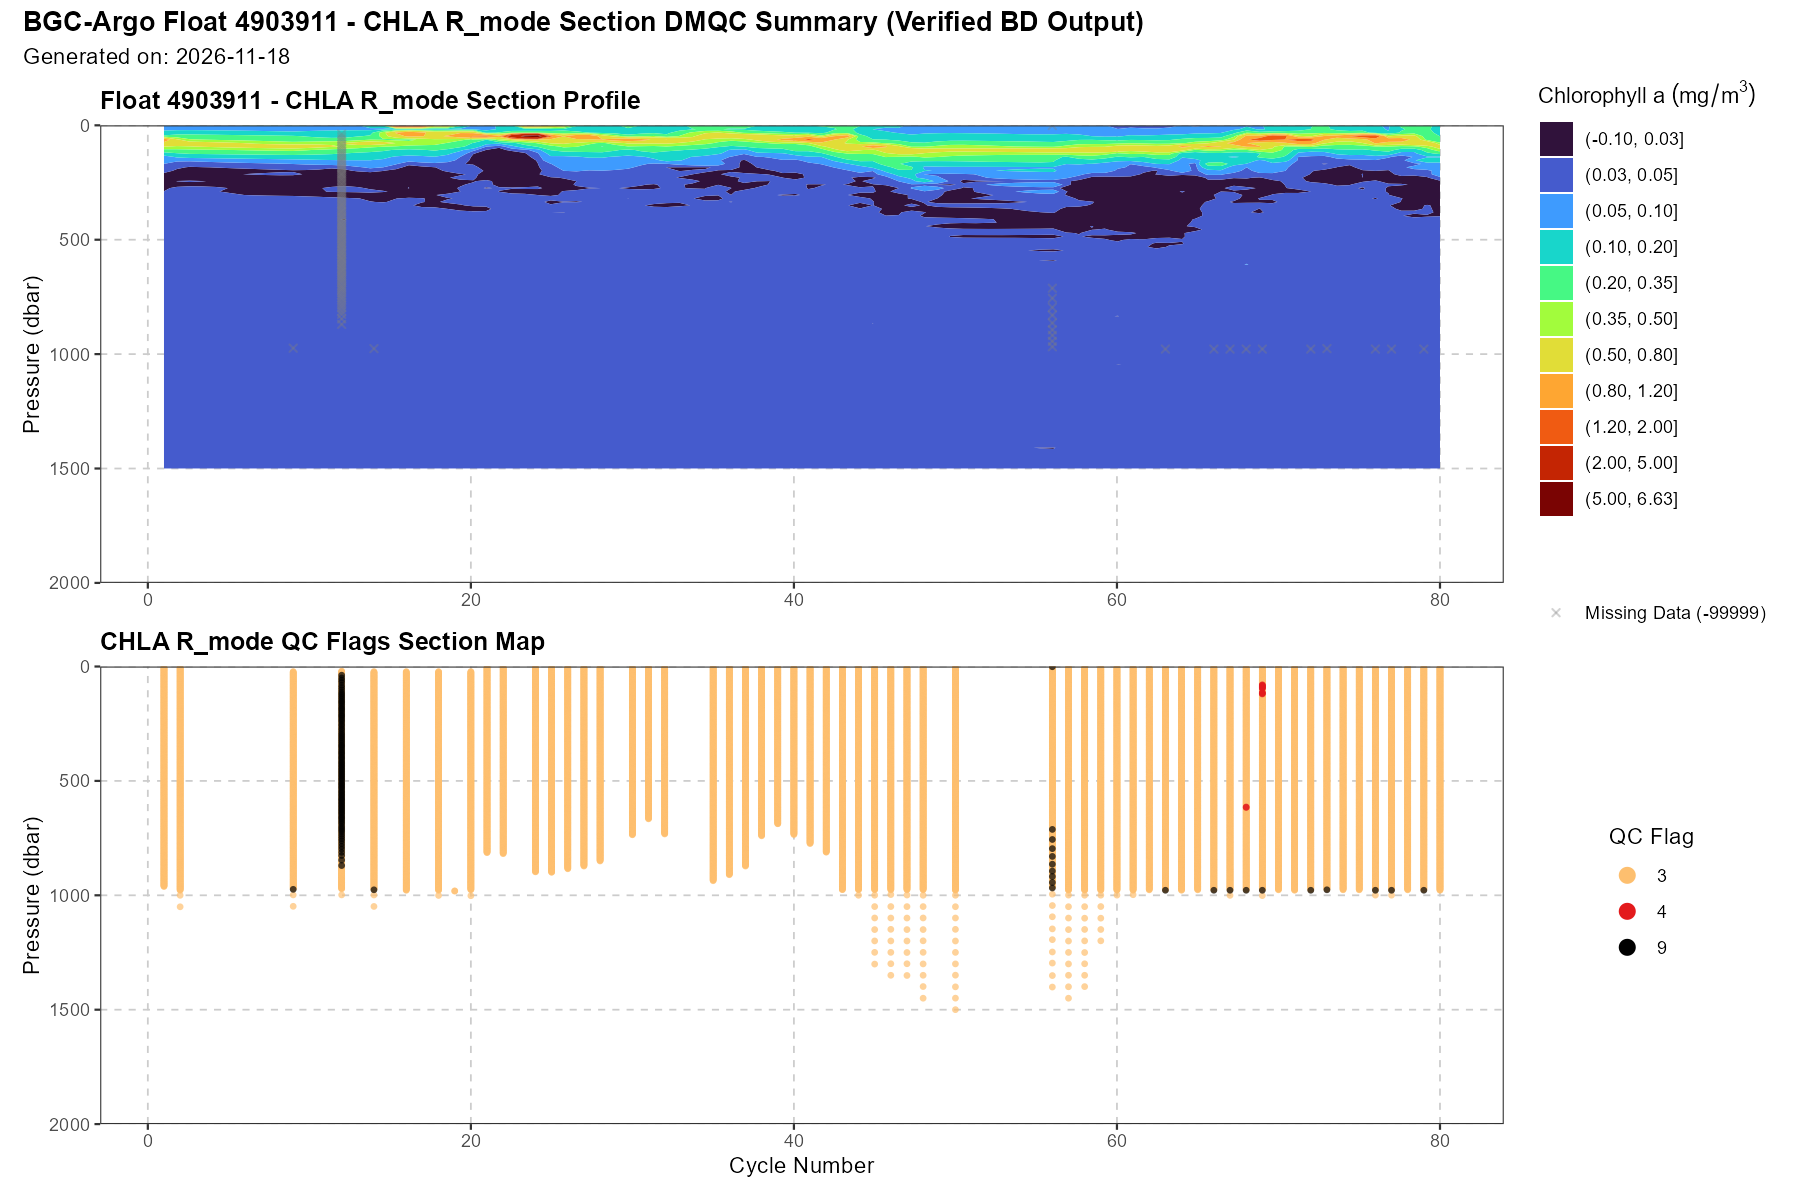 BGC-Argo Float 4903911 - CHLA R_mode Section DMQC Summary (Verified BD Output)
Generated on: 2026-11-18
Float 4903911 - CHLA R_mode Section Profile
Pressure (dbar)
0
500
1000
1500
2000
0 20 40 60 80
Chlorophyll a (mg/m³)
(-0.10, 0.03]
(0.03, 0.05]
(0.05, 0.10]
(0.10, 0.20]
(0.20, 0.35]
(0.35, 0.50]
(0.50, 0.80]
(0.80, 1.20]
(1.20, 2.00]
(2.00, 5.00]
(5.00, 6.63]
Missing Data (-99999)
CHLA R_mode QC Flags Section Map
Pressure (dbar)
0
500
1000
1500
2000
0 20 40 60 80
Cycle Number
QC Flag
3
4
9